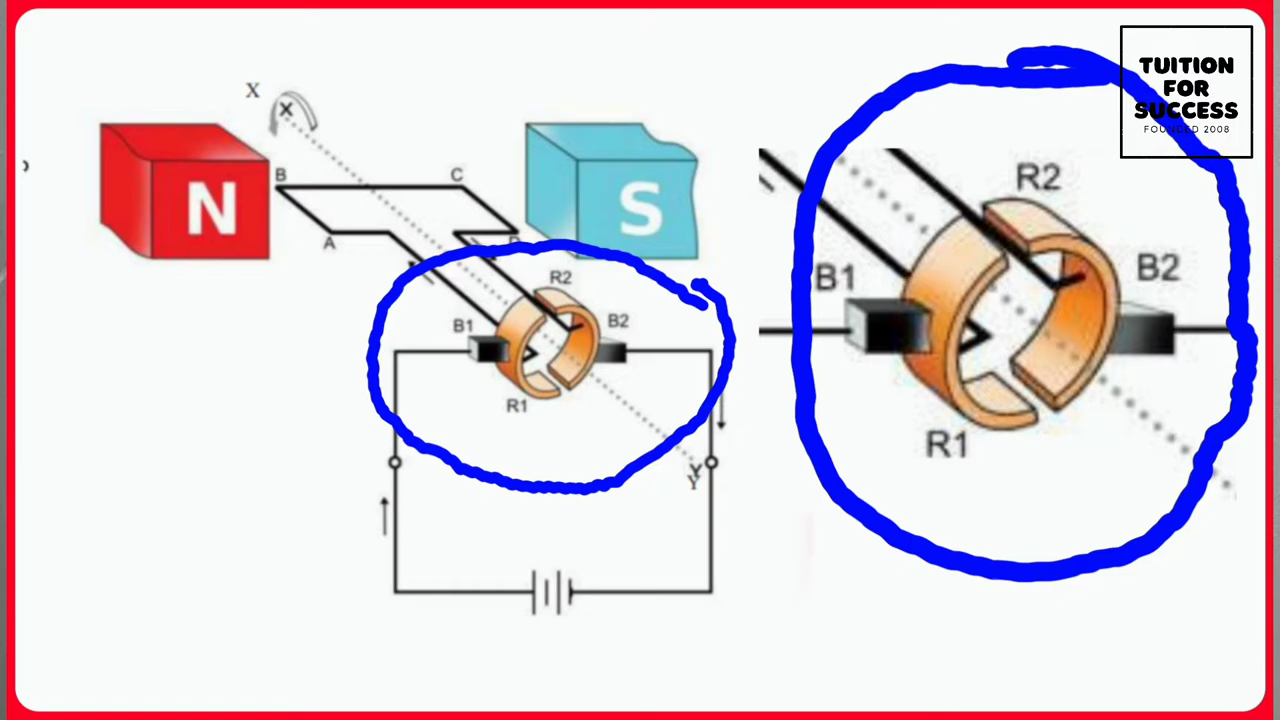 X
X
N
S
B
C
A
D
R2
B1
B2
R1
Y
Y
R2
B1
B2
R1
TUITION
FOR
SUCCESS
FOUNDED 2008